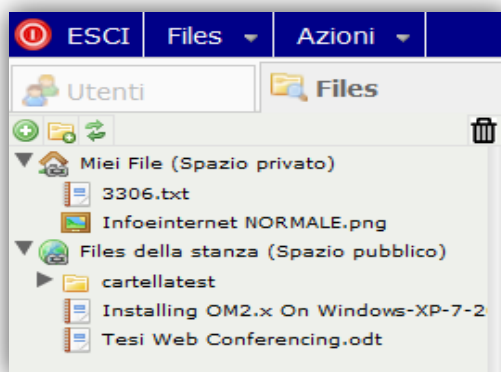 ESCI Files Azioni
Utenti Files
Miei File (Spazio privato)
3306.txt
Infoeinternet NORMALE.png
Files della stanza (Spazio pubblico)
cartellatest
Installing OM2.x On Windows-XP-7-2
Tesi Web Conferencing.odt